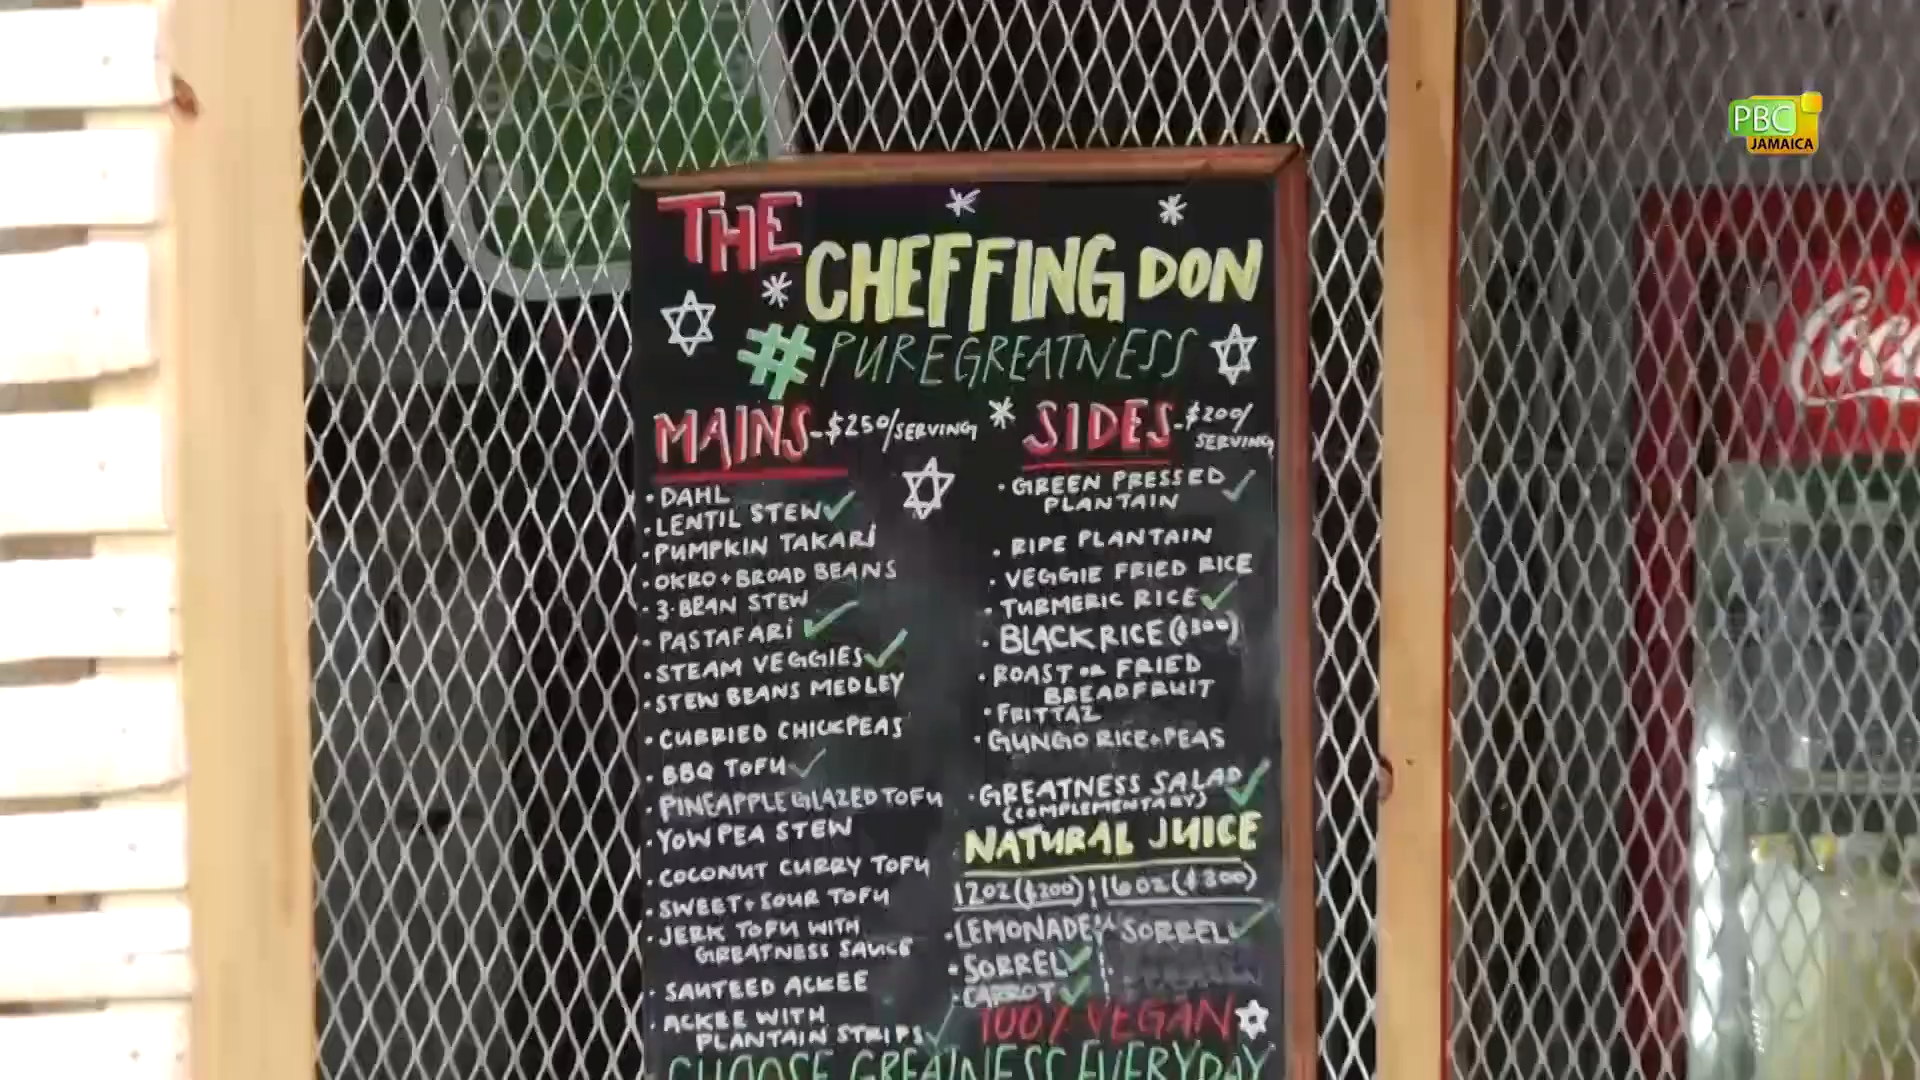 PBC
JAMAICA
THE
CHEFFING DON
#PUREGREATNESS
MAINS-$250/SERVING
• DAHL
• LENTIL STEW ✓
• PUMPKIN TAKARI
• OKRO + BROAD BEANS
• 3-BEAN STEW
• PASTAFARI ✓
• STEAM VEGGIES ✓
• STEW BEANS MEDLEY
• CURRIED CHICKPEAS
• BBQ TOFU ✓
• PINEAPPLE GLAZED TOFU
• YOW PEA STEW
• COCONUT CURRY TOFU
• SWEET + SOUR TOFU
• JERK TOFU WITH
GREATNESS SAUCE
• SAUTEED ACKEE
• ACKEE WITH
PLANTAIN STRIPS ✓
SIDES-$200/
SERVING
• GREEN PRESSED ✓
PLANTAIN
• RIPE PLANTAIN
• VEGGIE FRIED RICE
• TURMERIC RICE ✓
• BLACK RICE ($300)
• ROAST OR FRIED
BREADFRUIT
• FRITTAZ
• GUNGO RICE + PEAS
• GREATNESS SALAD ✓
(COMPLEMENTARY)
NATURAL JUICE
12OZ ($200) 16OZ ($300)
• LEMONADE SORRELL ✓
• SORREL ✓
• CARROT ✓
100% VEGAN
CHOOSE GREATNESS EVERYDAY